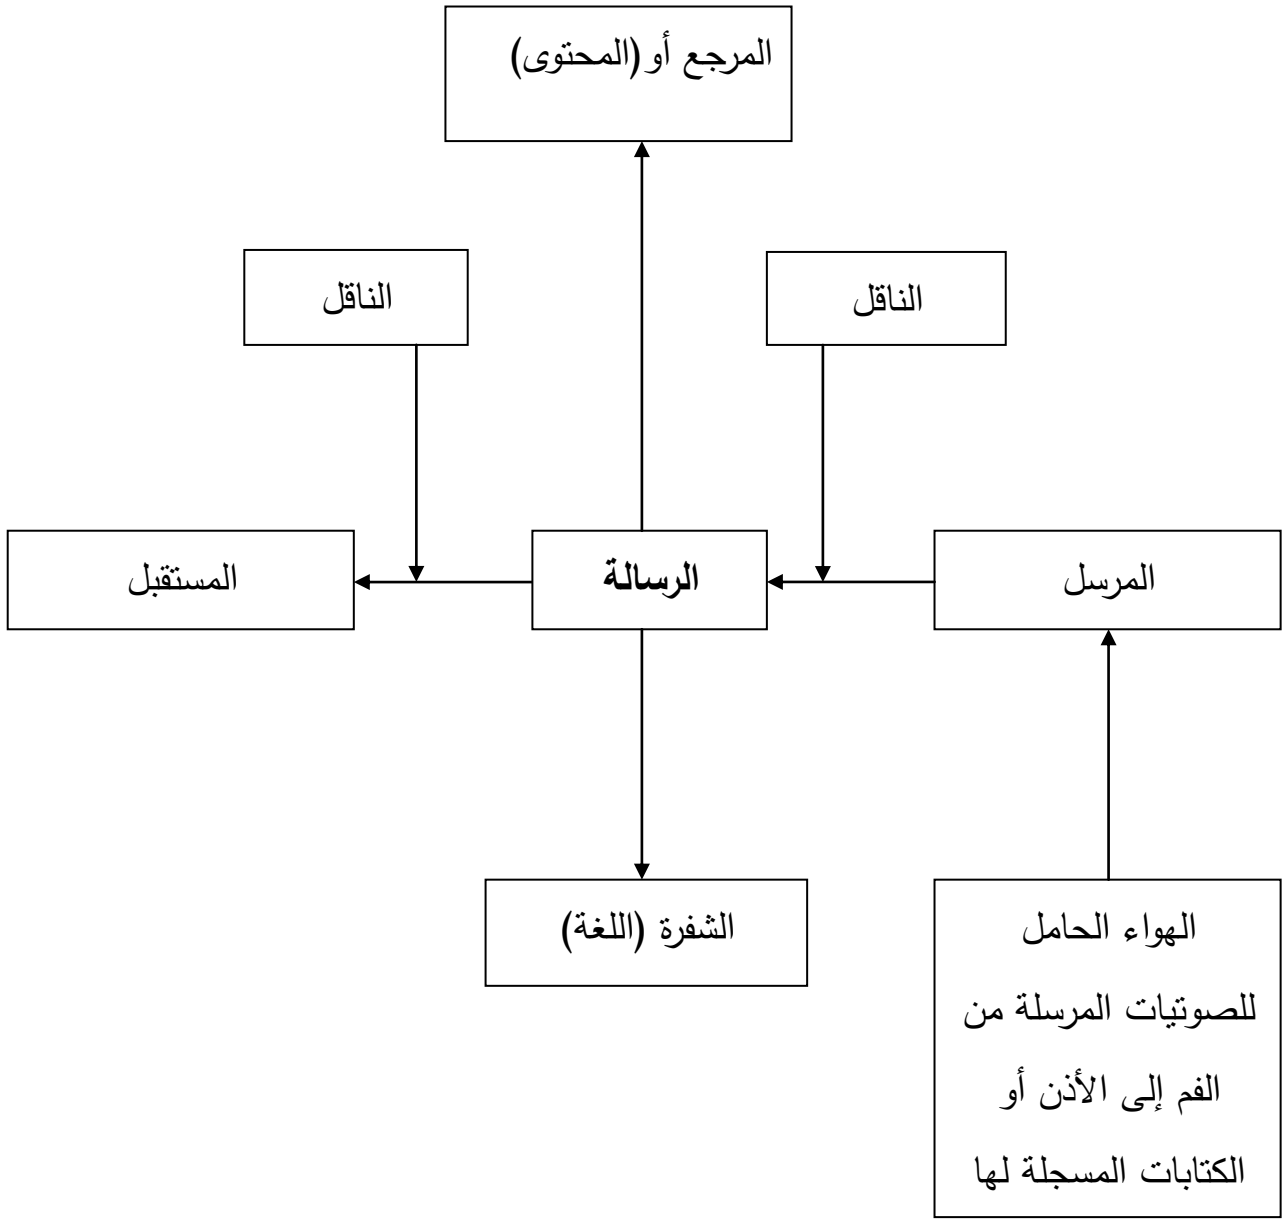 المرجع أو (المحتوى)
الناقل
الناقل
المرسل
الرسالة
المستقبل
الشفرة (اللغة)
الهواء الحامل
للصوتيات المرسلة من
الفم إلى الأذن أو
الكتابات المسجلة لها